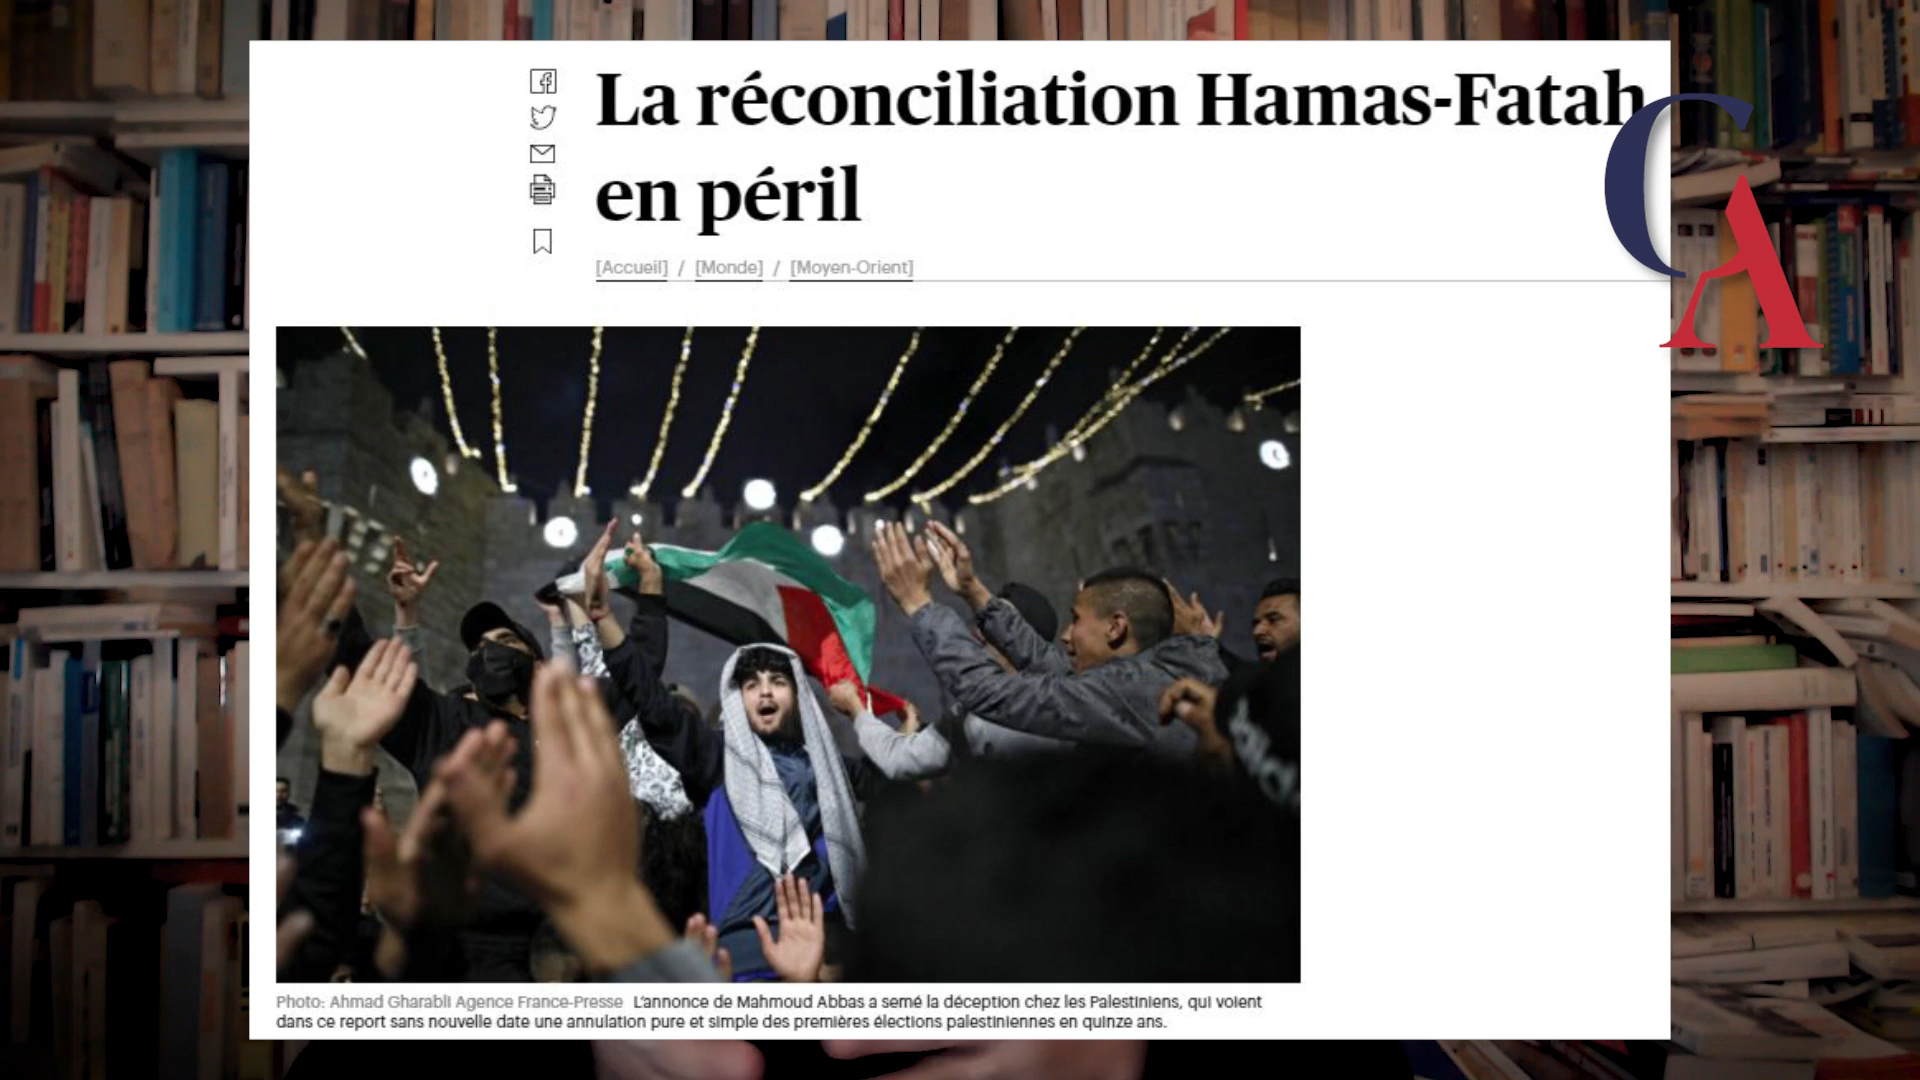 La réconciliation Hamas-Fatah
en péril
[Accueil] / [Monde] / [Moyen-Orient]
Photo: Ahmad Gharabli Agence France-Presse L'annonce de Mahmoud Abbas a semé la déception chez les Palestiniens, qui voient
dans ce report sans nouvelle date une annulation pure et simple des premières élections palestiniennes en quinze ans.
CA